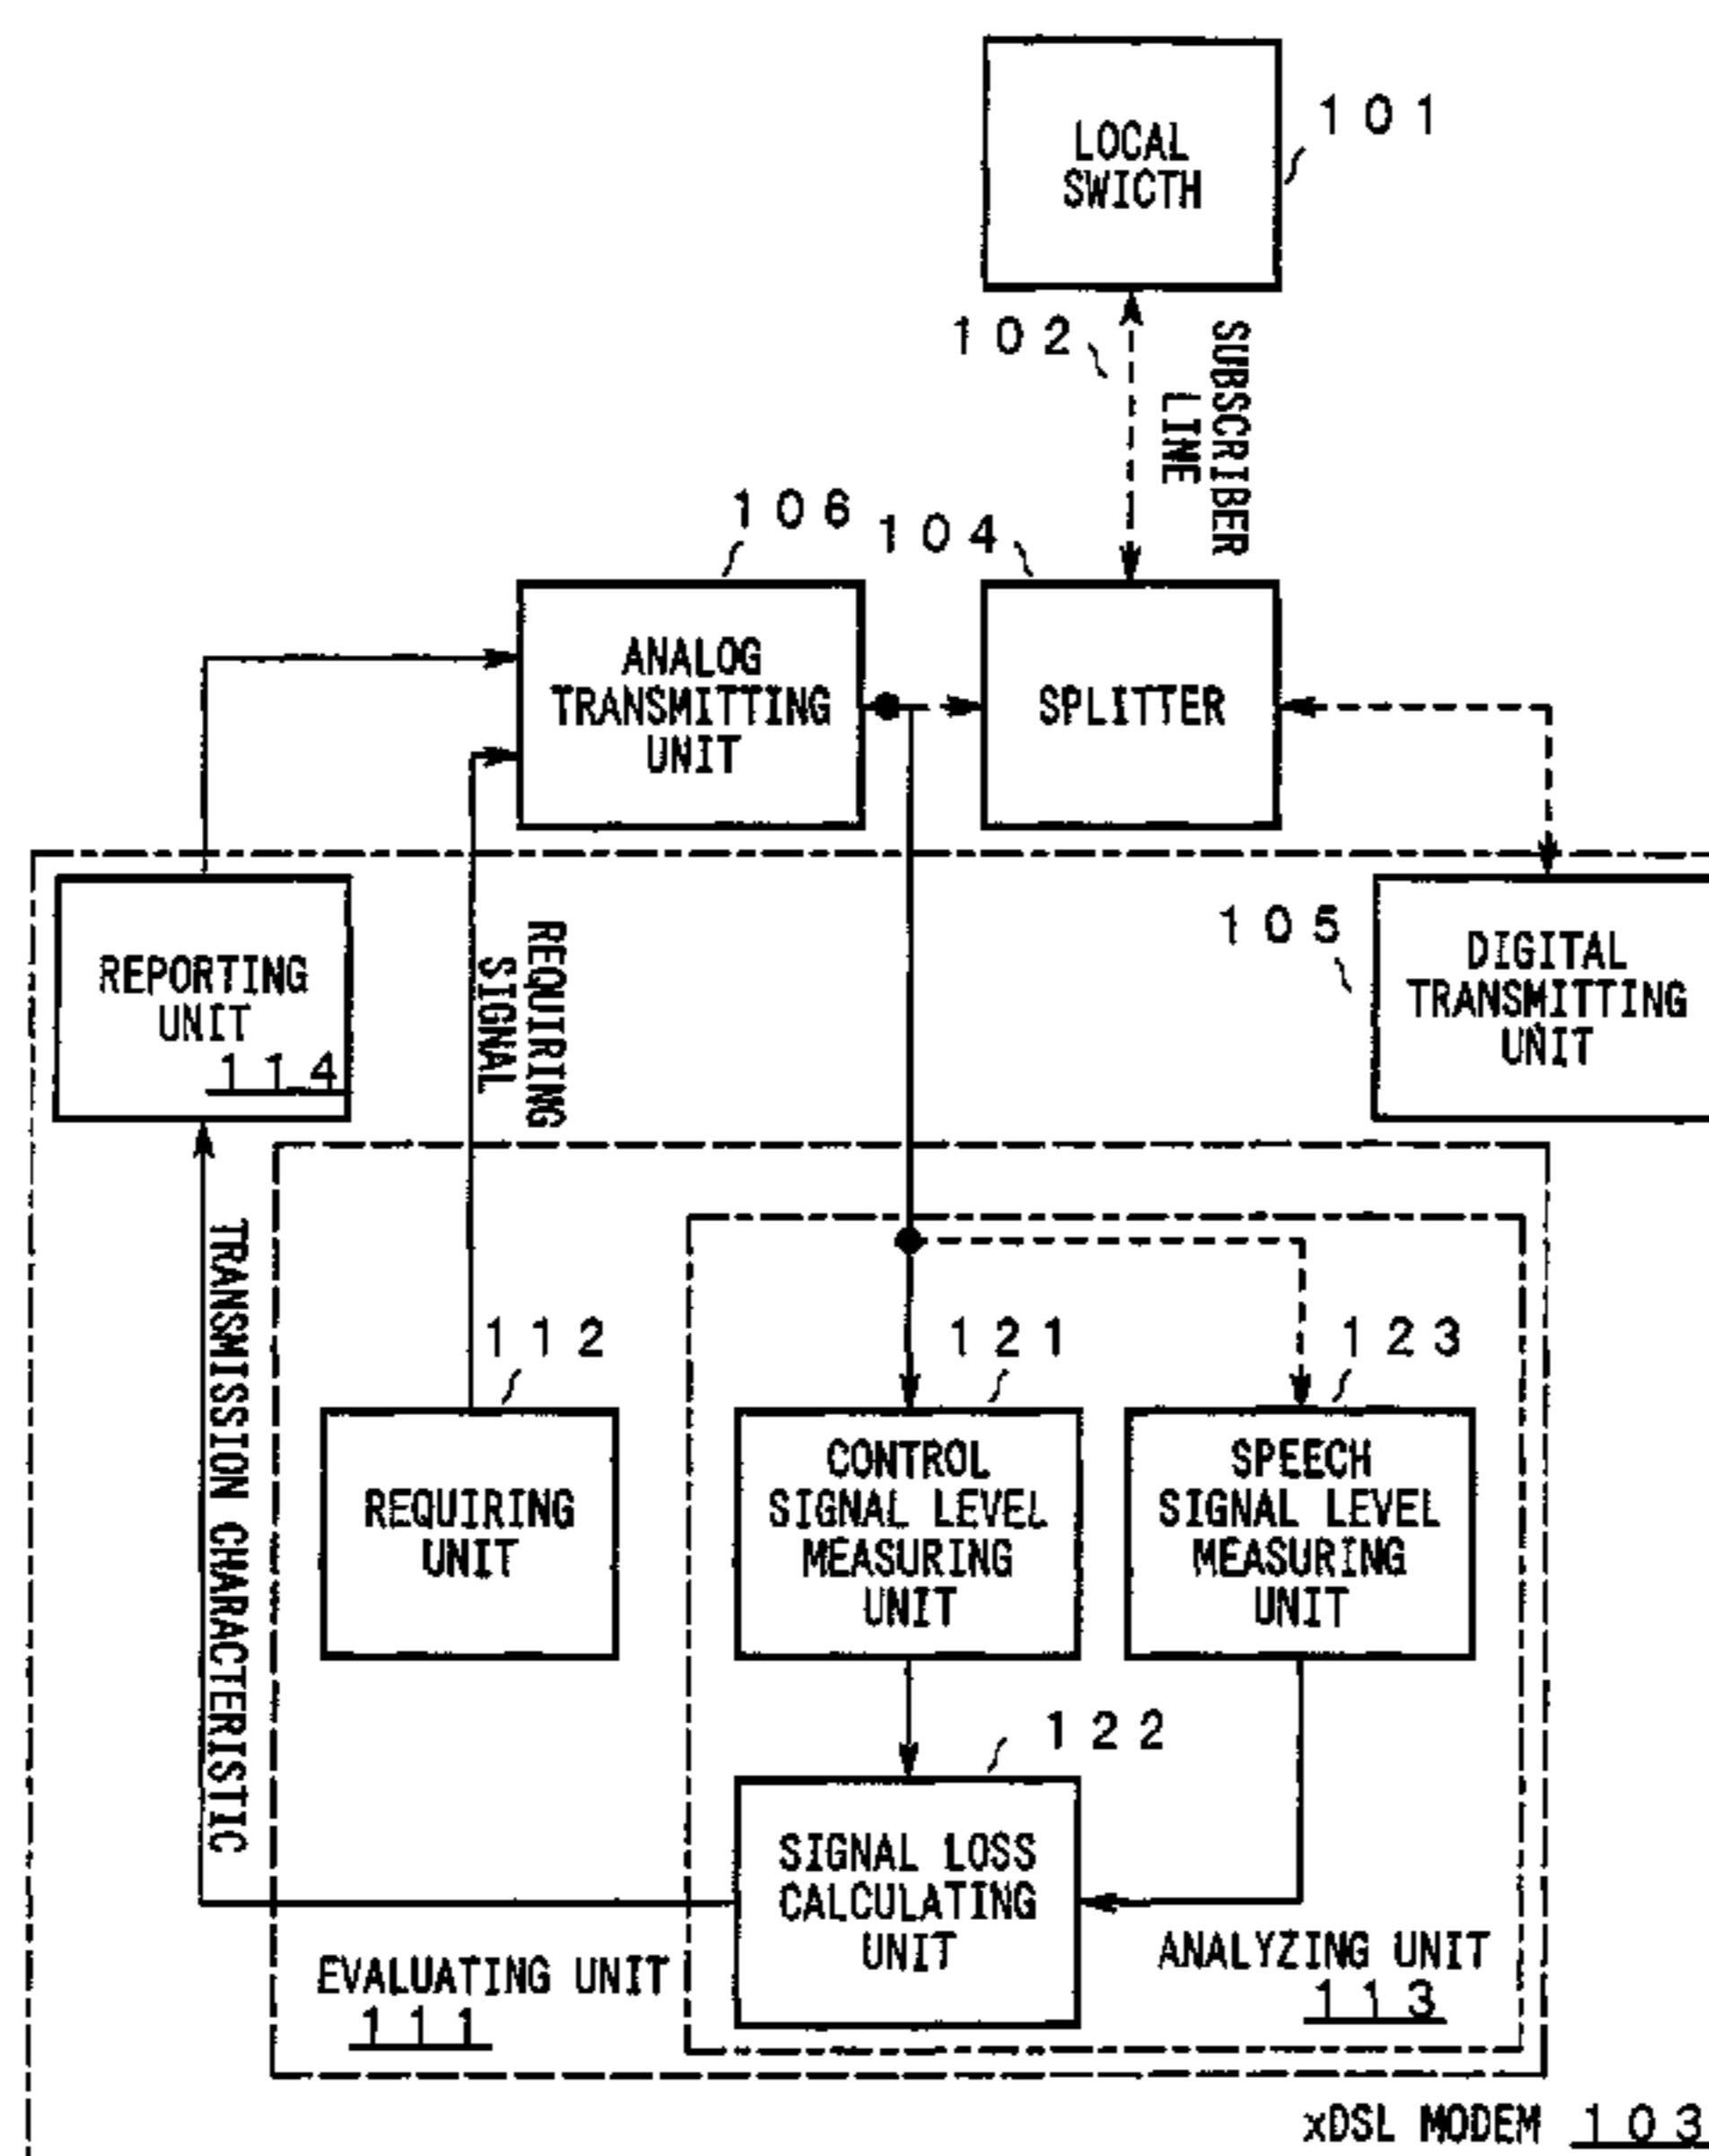 LOCAL
SWICTH
101
102
SUBSCRIBER
LINE
106
104
ANALOG
TRANSMITTING
UNIT
SPLITTER
REPORTING
UNIT
114
REQUIRING
SIGNAL
105
DIGITAL
TRANSMITTING
UNIT
TRANSMISSION CHARACTERISTIC
112
121
123
REQUIRING
UNIT
CONTROL
SIGNAL LEVEL
MEASURING
UNIT
SPEECH
SIGNAL LEVEL
MEASURING
UNIT
122
SIGNAL LOSS
CALCULATING
UNIT
EVALUATING UNIT
111
ANALYZING UNIT
113
xDSL MODEM 103